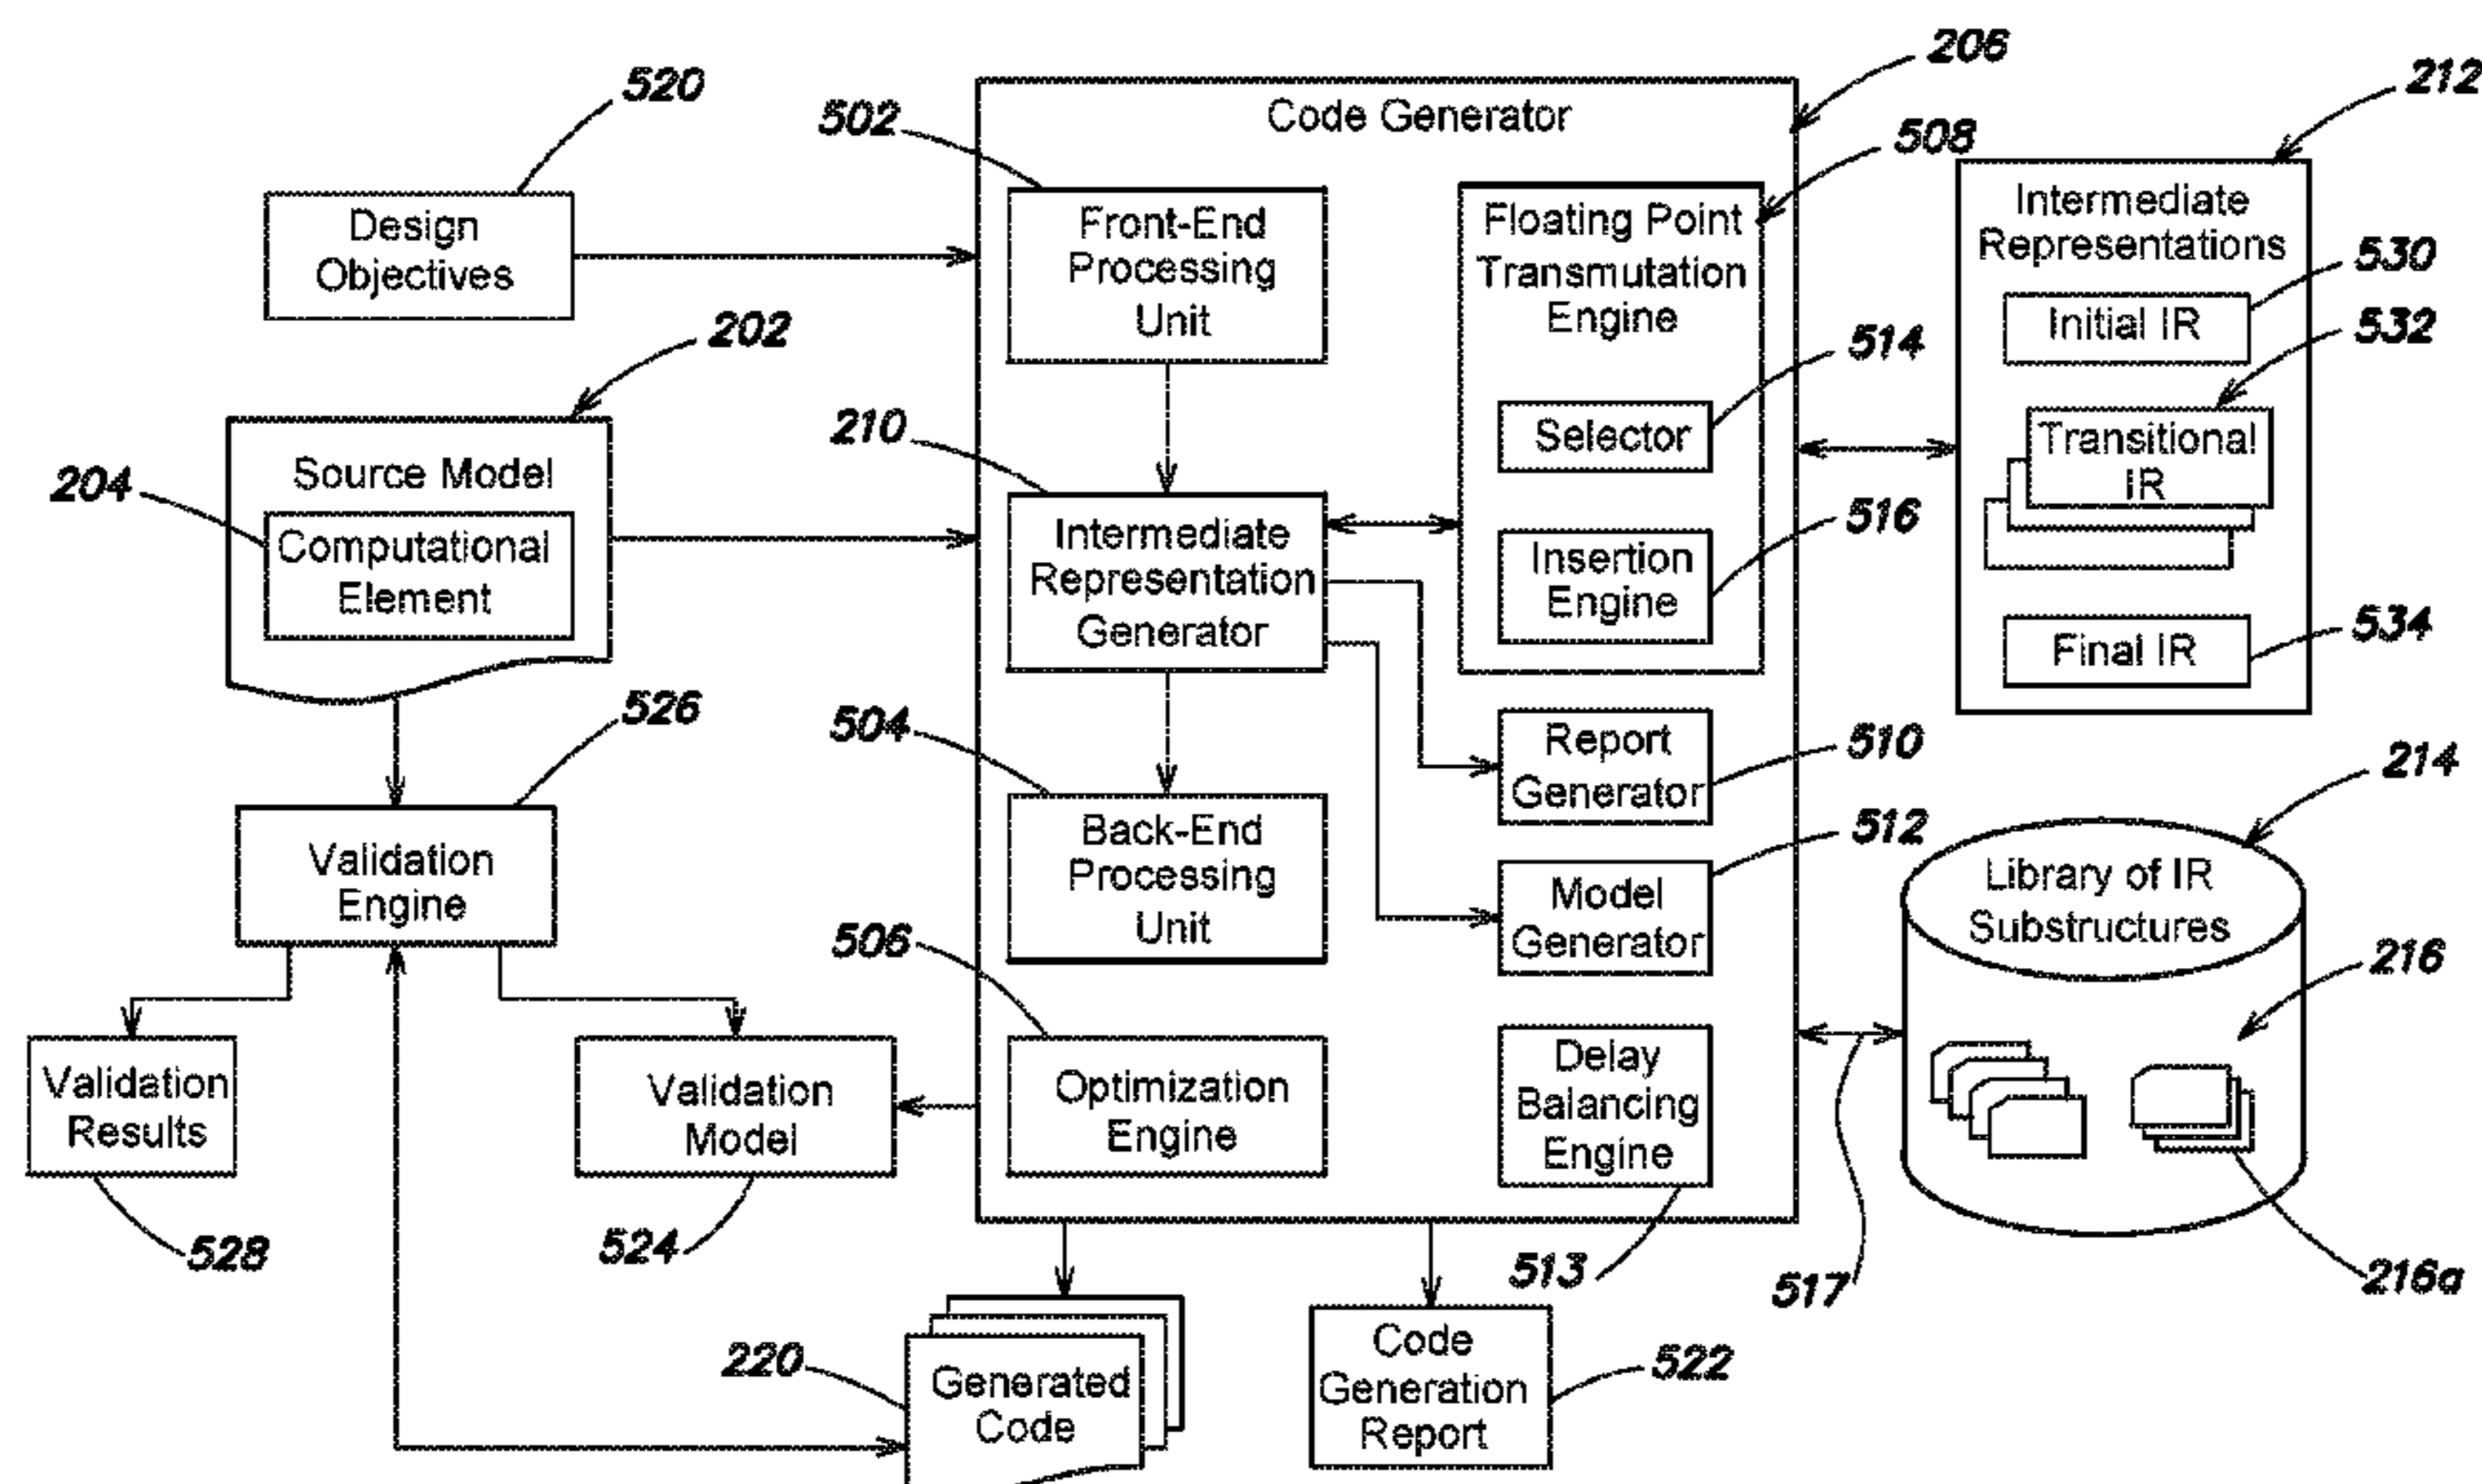 206
212
520
Code Generator
502
508
Design
Objectives
Front-End
Processing
Unit
Floating Point
Transmutation
Engine
Intermediate
Representations
530
Initial IR
532
202
514
210
Selector
Transitional
IR
Source Model
204
Computational
Element
Intermediate
Representation
Generator
516
Insertion
Engine
534
Final IR
526
504
Report
Generator
510
214
Validation
Engine
Back-End
Processing
Unit
512
Model
Generator
Library of IR
Substructures
506
216
Validation
Results
Validation
Model
Optimization
Engine
Delay
Balancing
Engine
528
524
513
517
216a
220
Generated
Code
Code
Generation
Report
522